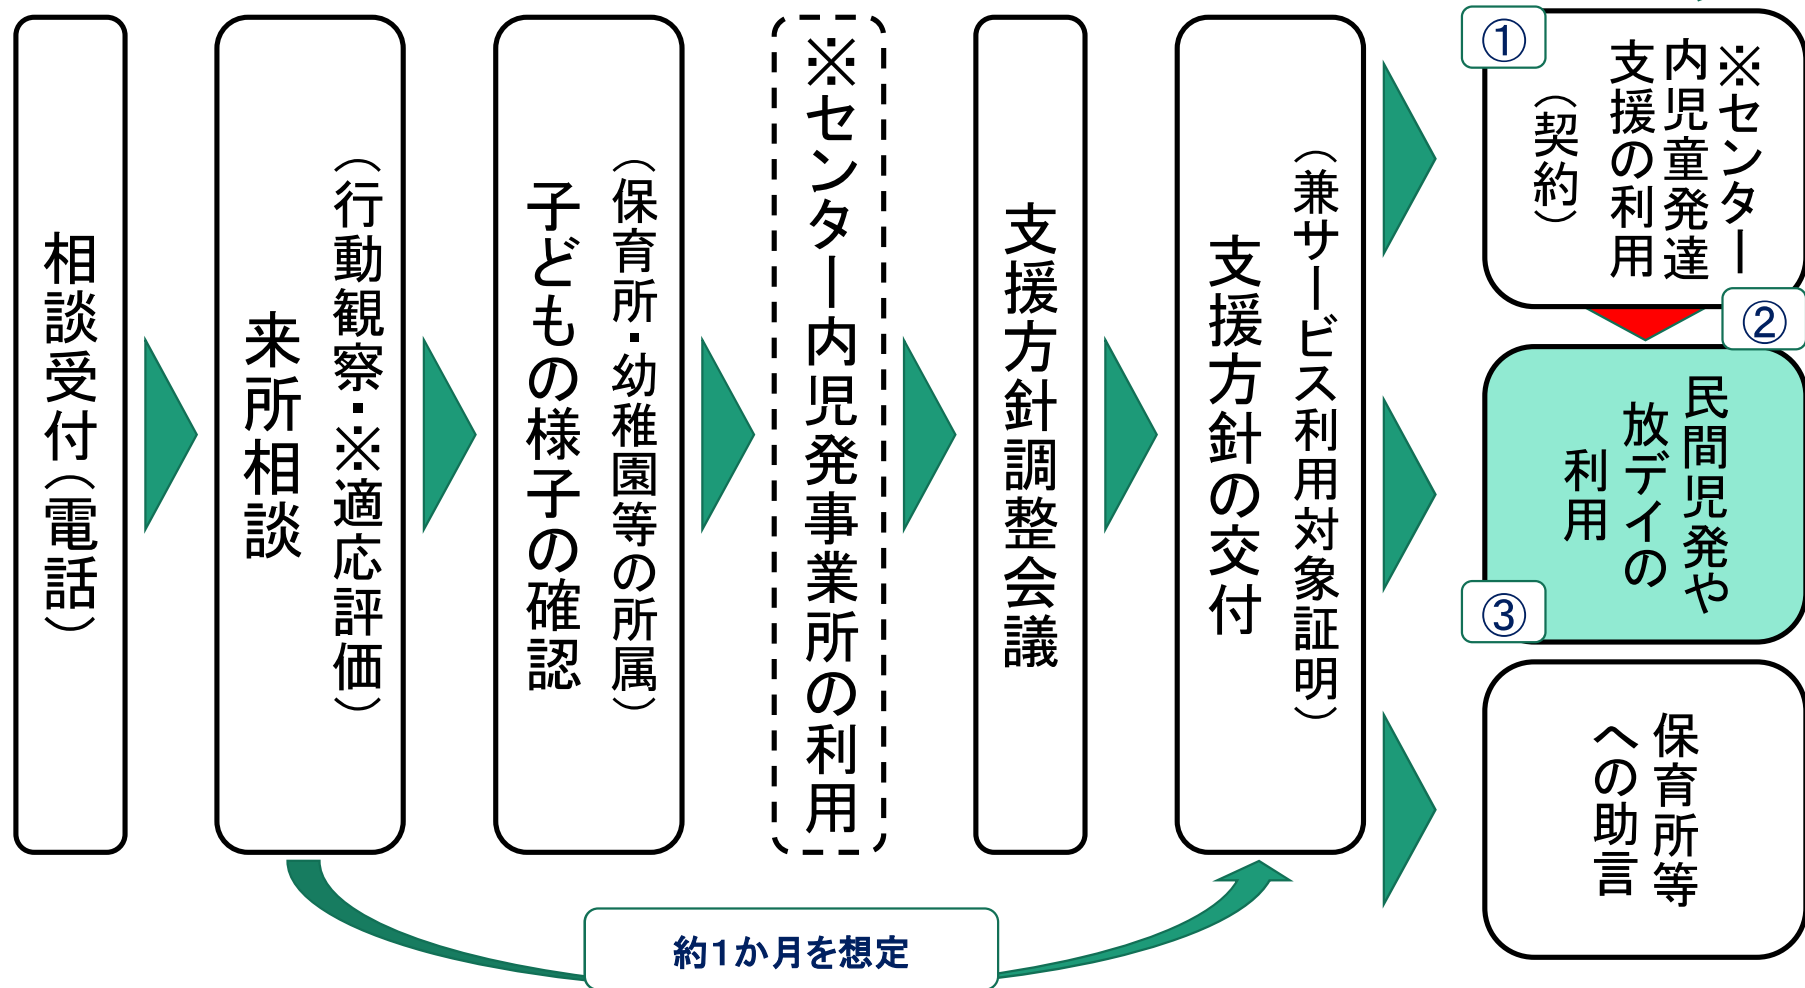 相談受付（電話）
来所相談
（行動観察・※適応評価）
子どもの様子の確認
（保育所・幼稚園等の所属）
※センター内児発事業所の利用
支援方針調整会議
支援方針の交付
（兼サービス利用対象証明）
①
※センター
内児童発達
支援の利用
（契約）
②
民間児発や
放デイの
利用
③
保育所等
への助言
約1か月を想定